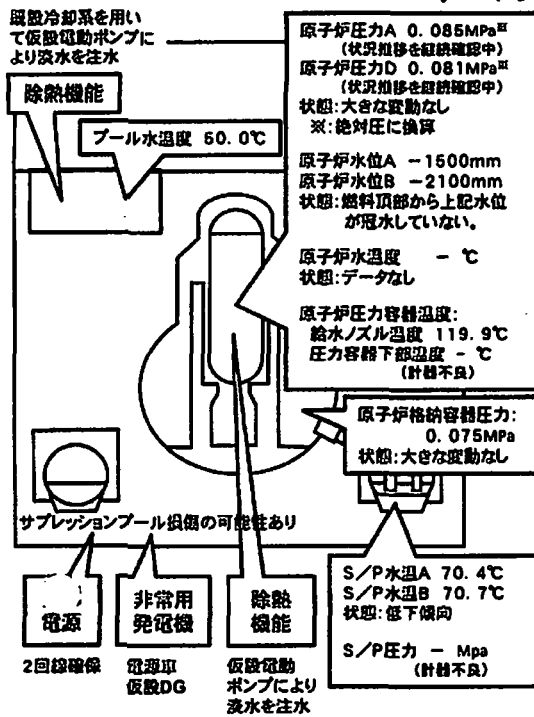 既設冷却系を用い
て仮設電動ポンプに
より淡水を注水
除熱機能
プール水温度 50.0℃
原子炉圧力A 0.085MPa※
(状況推移を継続確認中)
原子炉圧力D 0.081MPa※
(状況推移を継続確認中)
状態:大きな変動なし
※:絶対圧に換算
原子炉水位A −1500mm
原子炉水位B −2100mm
状態:燃料頂部から上記水位
が冠水していない。
原子炉水温度 − ℃
状態:データなし
原子炉圧力容器温度:
給水ノズル温度 119.9℃
圧力容器下部温度 − ℃
(計器不良)
原子炉格納容器圧力:
0.075MPa
状態:大きな変動なし
サプレッションプール損傷の可能性あり
S/P水温A 70.4℃
S/P水温B 70.7℃
状態:低下傾向
S/P圧力 − Mpa
(計器不良)
電源
2回線確保
非常用
発電機
電源車
仮設DG
除熱
機能
仮設電動
ポンプにより
淡水を注水